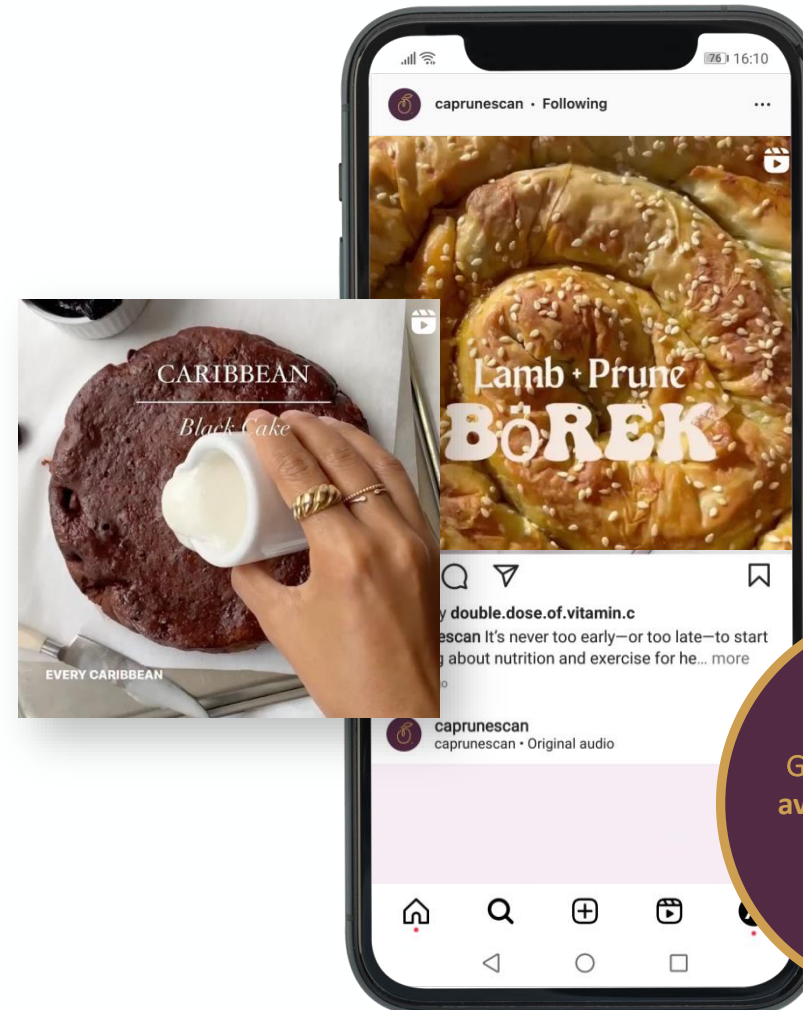 76 16:10
caprunescan • Following
Lamb + Prune
BöREK
CARIBBEAN
Black Cake
EVERY CARIBBEAN
double.dose.of.vitamin.c
It's never too early—or too late—to start
about nutrition and exercise for he... more
caprunescan
caprunescan • Original audio